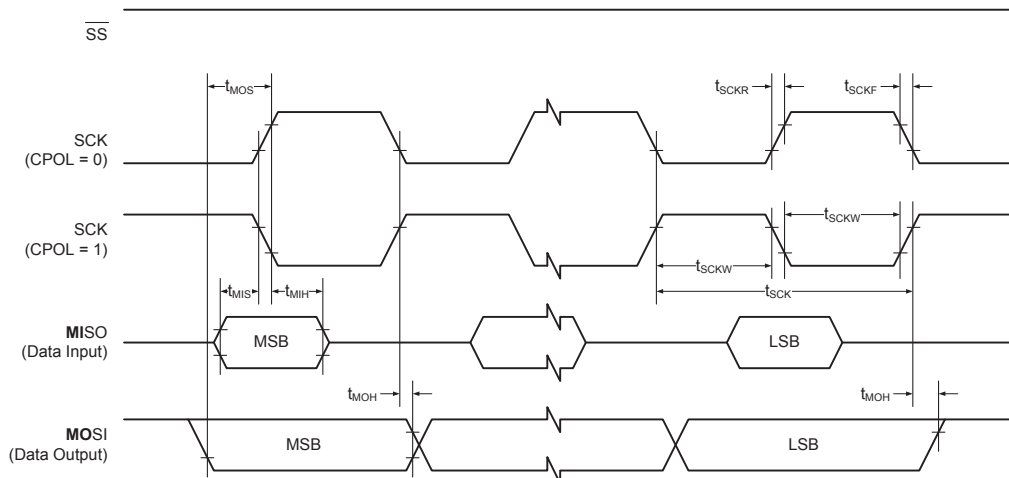 SS
tMOS
tSCKR
tSCKF
SCK
(CPOL = 0)
SCK
(CPOL = 1)
tSCKW
tSCKW
tMIS
tMIH
tSCK
MISO
(Data Input)
MSB
LSB
tMOH
tMOH
MOSI
(Data Output)
MSB
LSB